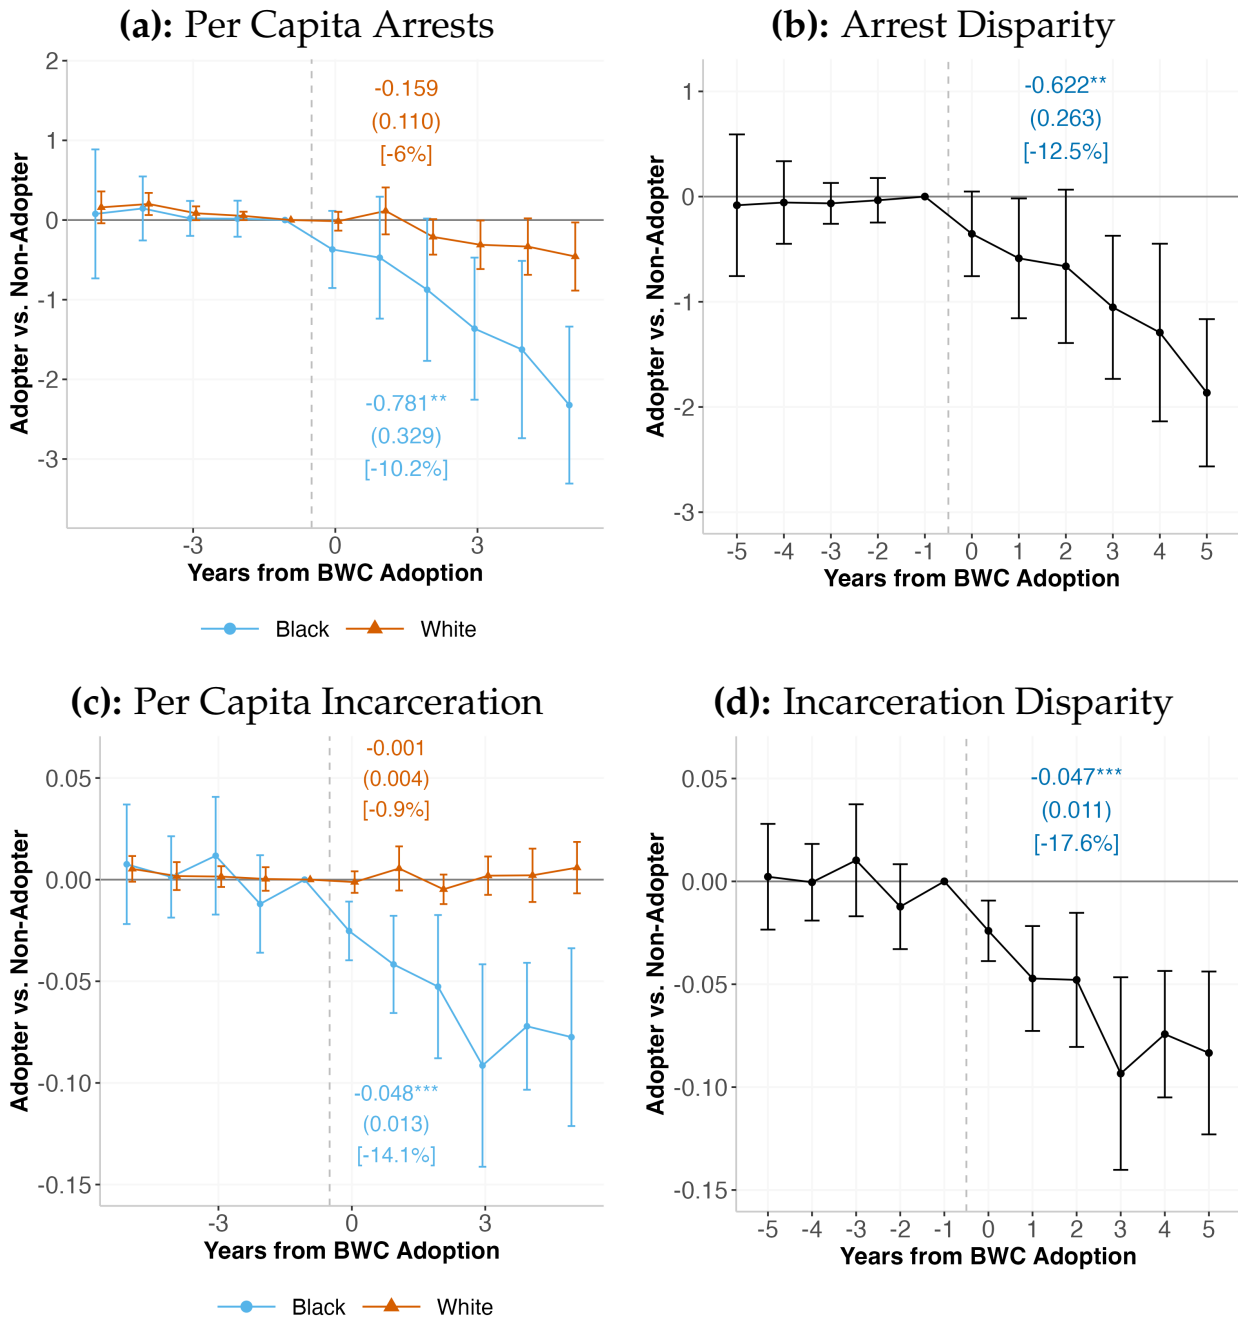 (a): Per Capita Arrests
2
1
0
-1
-2
-3
Adopter vs. Non-Adopter
-0.159
(0.110)
[-6%]
-0.781**
(0.329)
[-10.2%]
-3 0 3
Years from BWC Adoption
Black White
(b): Arrest Disparity
1
0
-1
-2
-3
Adopter vs. Non-Adopter
-0.622**
(0.263)
[-12.5%]
-5 -4 -3 -2 -1 0 1 2 3 4 5
Years from BWC Adoption
(c): Per Capita Incarceration
0.05
0.00
-0.05
-0.10
-0.15
Adopter vs. Non-Adopter
-0.001
(0.004)
[-0.9%]
-0.048***
(0.013)
[-14.1%]
-3 0 3
Years from BWC Adoption
Black White
(d): Incarceration Disparity
0.05
0.00
-0.05
-0.10
-0.15
Adopter vs. Non-Adopter
-0.047***
(0.011)
[-17.6%]
-5 -4 -3 -2 -1 0 1 2 3 4 5
Years from BWC Adoption